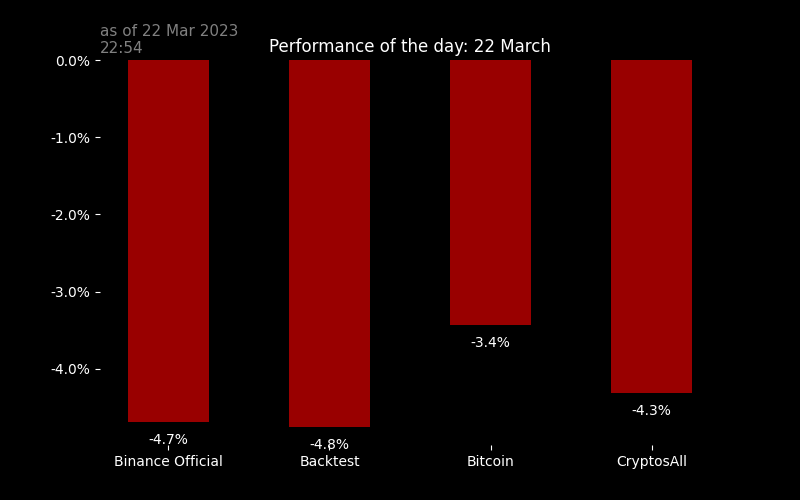 as of 22 Mar 2023
22:54
Performance of the day: 22 March
0.0%
-1.0%
-2.0%
-3.0%
-4.0%
-4.7%
-4.8%
-3.4%
-4.3%
Binance Official
Backtest
Bitcoin
CryptosAll